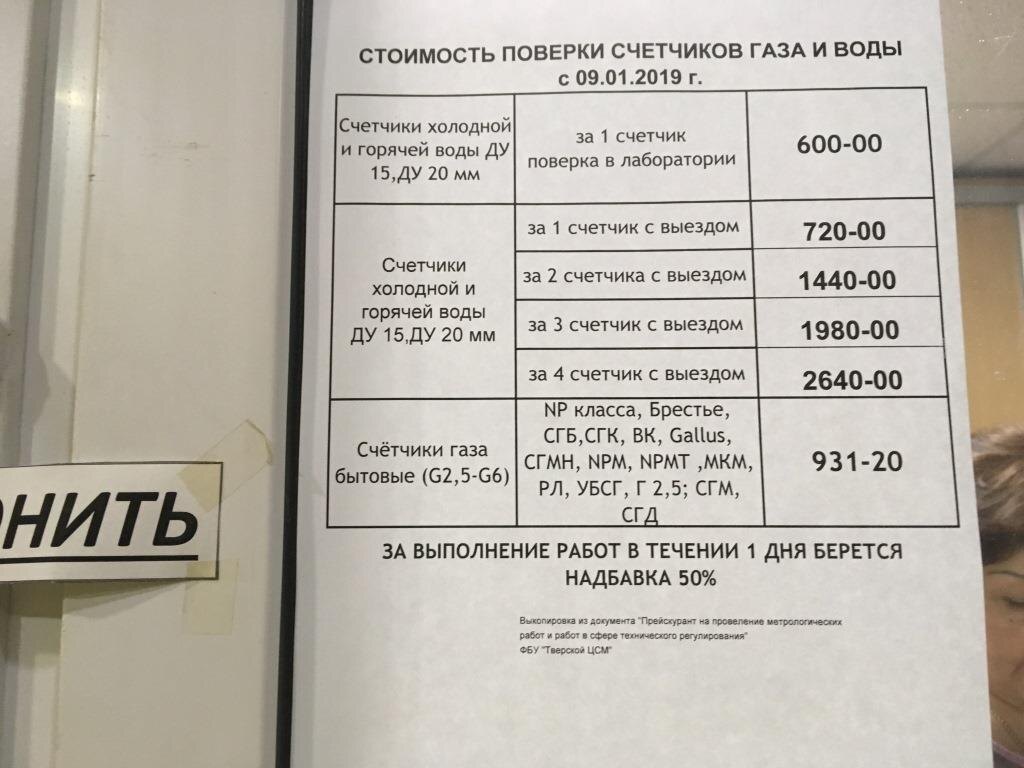 СТОИМОСТЬ ПОВЕРКИ СЧЕТЧИКОВ ГАЗА И ВОДЫ
с 09.01.2019 г.
Счетчики холодной
и горячей воды ДУ
15,ДУ 20 мм
за 1 счетчик
поверка в лаборатории
600-00
Счетчики
холодной и
горячей воды
ДУ 15,ДУ 20 мм
за 1 счетчик с выездом
720-00
за 2 счетчика с выездом
1440-00
за 3 счетчик с выездом
1980-00
за 4 счетчик с выездом
2640-00
Счётчики газа
бытовые (G2,5-G6)
NP класса, Брестье,
СГБ,СГК, ВК, Gallus,
СГМН, NPM, NPMT ,МКМ,
РЛ, УБСГ, Г 2,5; СГМ,
СГД
931-20
ЗА ВЫПОЛНЕНИЕ РАБОТ В ТЕЧЕНИИ 1 ДНЯ БЕРЕТСЯ
НАДБАВКА 50%
Выкопировка из документа "Прейскурант на провеление метрологических
работ и работ в сфере технического регулирования"
ФБУ "Тверской ЦСМ"